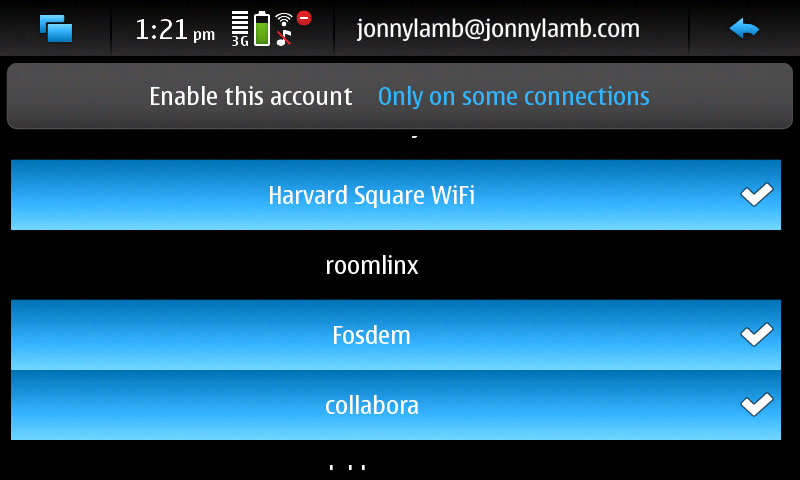 1:21 pm
3G
jonnylamb@jonnylamb.com
Enable this account Only on some connections
Harvard Square WiFi
roomlinx
Fosdem
collabora